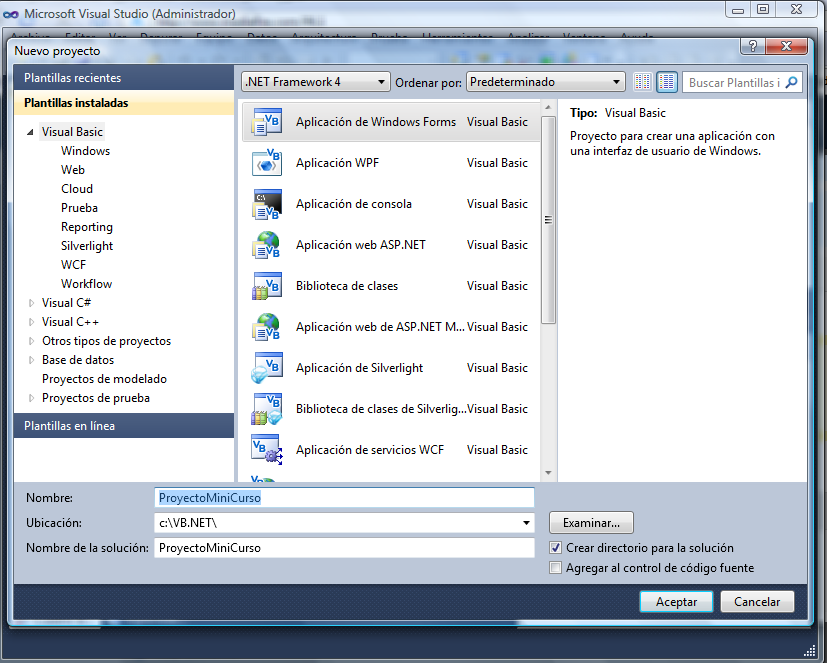 Microsoft Visual Studio (Administrador)
Nuevo proyecto
Plantillas recientes
.NET Framework 4 Ordenar por: Predeterminado Buscar Plantillas i
Plantillas instaladas
Visual Basic
Windows
Web
Cloud
Prueba
Reporting
Silverlight
WCF
Workflow
Visual C#
Visual C++
Otros tipos de proyectos
Base de datos
Proyectos de modelado
Proyectos de prueba
Plantillas en línea
Aplicación de Windows Forms Visual Basic
Aplicación WPF Visual Basic
Aplicación de consola Visual Basic
Aplicación web ASP.NET Visual Basic
Biblioteca de clases Visual Basic
Aplicación web de ASP.NET M... Visual Basic
Aplicación de Silverlight Visual Basic
Biblioteca de clases de Silverlig... Visual Basic
Aplicación de servicios WCF Visual Basic
Tipo: Visual Basic
Proyecto para crear una aplicación con
una interfaz de usuario de Windows.
Nombre: ProyectoMiniCurso
Ubicación: c:\VB.NET\ Examinar...
Nombre de la solución: ProyectoMiniCurso
Crear directorio para la solución
Agregar al control de código fuente
Aceptar Cancelar